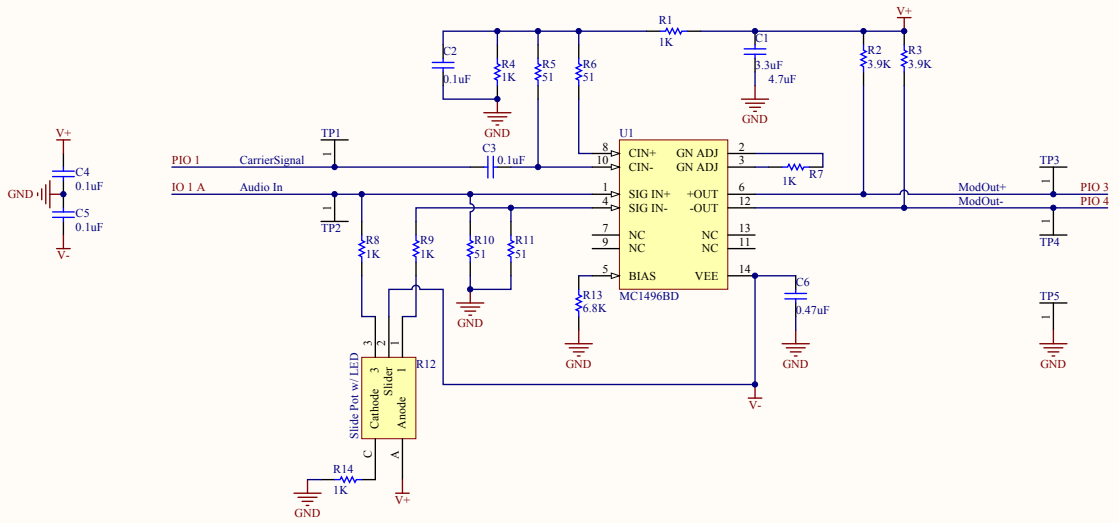 R1
1K
V+
C2
0.1uF
R4
1K
R5
51
R6
51
C1
3.3uF
4.7uF
R2
3.9K
R3
3.9K
GND
GND
V+
C4
0.1uF
GND
C5
0.1uF
V-
TP1
1
PIO 1
CarrierSignal
C3
0.1uF
IO 1 A
Audio In
1
TP2
U1
8
CIN+
GN ADJ
2
10
CIN-
GN ADJ
3
1
SIG IN+
+OUT
6
4
SIG IN-
-OUT
12
7
NC
NC
13
9
NC
NC
11
5
BIAS
VEE
14
MC1496BD
1K
R7
TP3
1
ModOut+
PIO 3
ModOut-
PIO 4
1
TP4
R8
1K
R9
1K
R10
51
R11
51
GND
R13
6.8K
GND
C6
0.47uF
GND
TP5
1
GND
V-
3
2
1
R12
Slide Pot w/ LED
Cathode
3
Slider
Anode
1
C
A
R14
1K
GND
V+